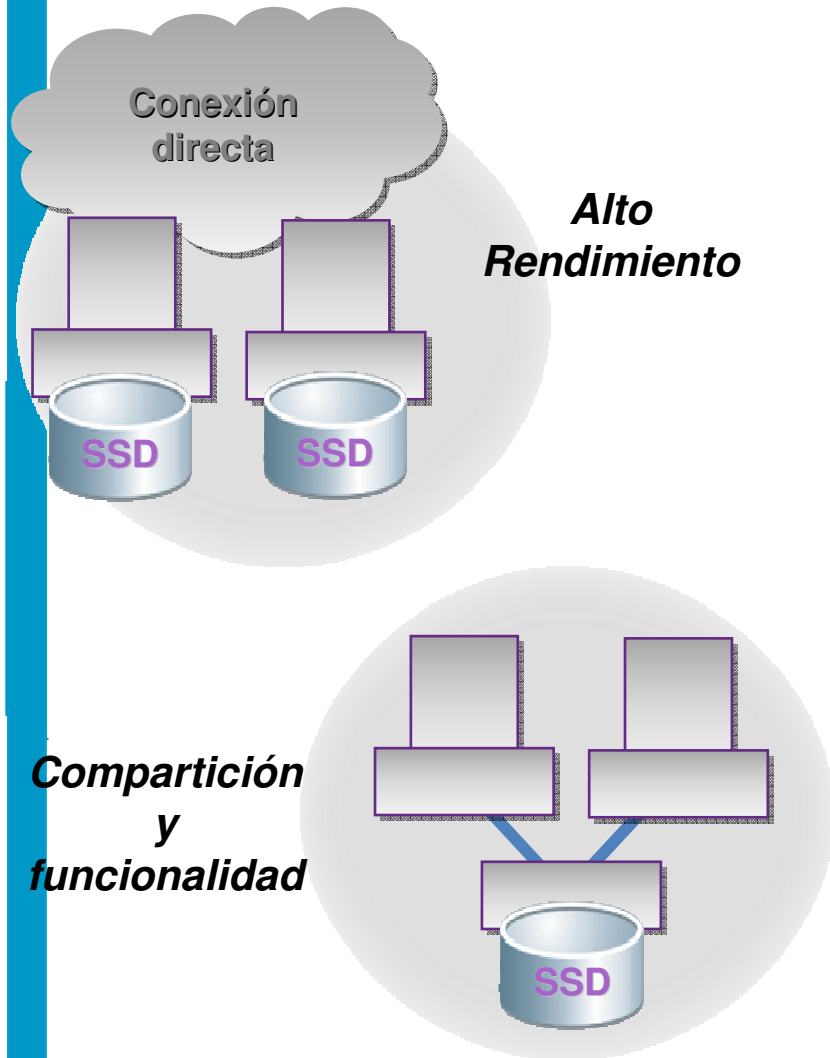 Conexión
directa
Alto
Rendimiento
SSD
SSD
Compartición
y
funcionalidad
SSD